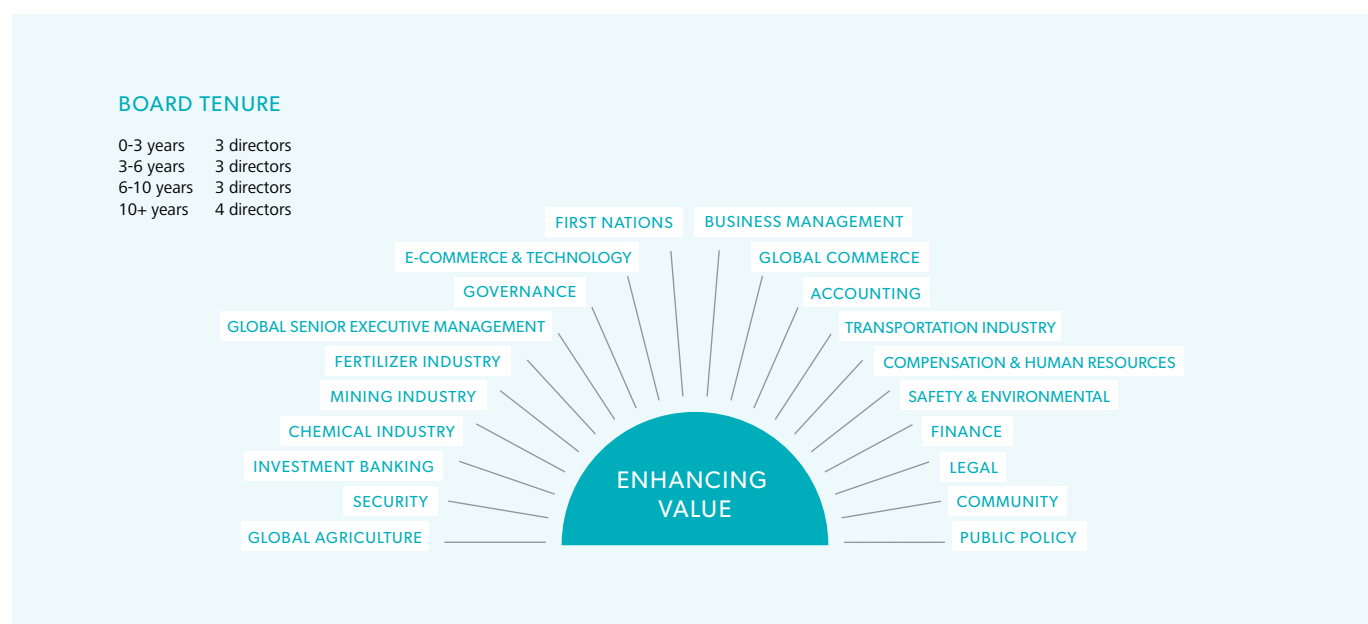 BOARD TENURE
0-3 years 3 directors
3-6 years 3 directors
6-10 years 3 directors
10+ years 4 directors
FIRST NATIONS
BUSINESS MANAGEMENT
E-COMMERCE & TECHNOLOGY
GLOBAL COMMERCE
GOVERNANCE
ACCOUNTING
GLOBAL SENIOR EXECUTIVE MANAGEMENT
TRANSPORTATION INDUSTRY
FERTILIZER INDUSTRY
COMPENSATION & HUMAN RESOURCES
MINING INDUSTRY
SAFETY & ENVIRONMENTAL
CHEMICAL INDUSTRY
FINANCE
INVESTMENT BANKING
LEGAL
SECURITY
COMMUNITY
GLOBAL AGRICULTURE
PUBLIC POLICY
ENHANCING
VALUE